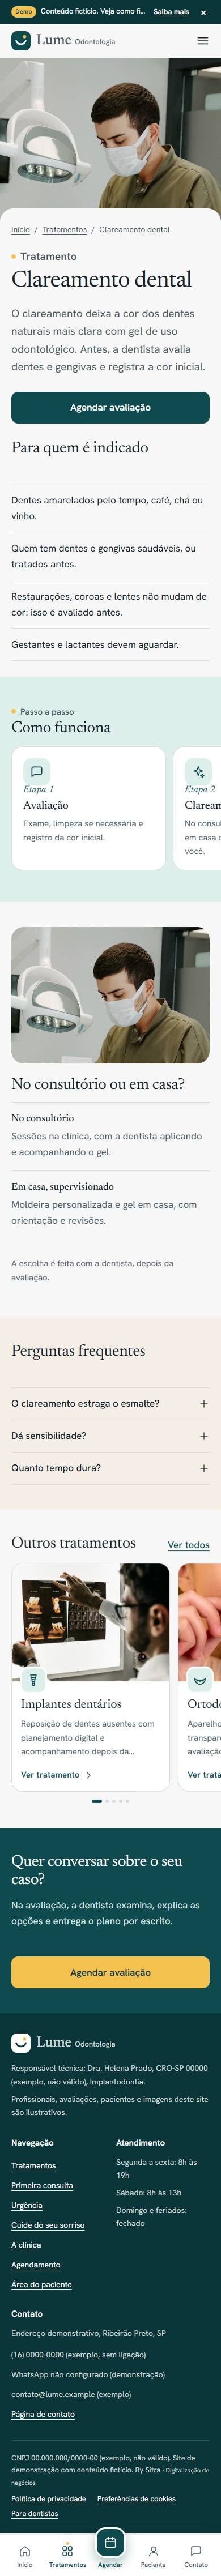 Demo Conteúdo fictício. Veja como fi... Saiba mais ×
Lume Odontologia
Início / Tratamentos / Clareamento dental
Tratamento
Clareamento dental
O clareamento deixa a cor dos dentes
naturais mais clara com gel de uso
odontológico. Antes, a dentista avalia
dentes e gengivas e registra a cor inicial.
Agendar avaliação
Para quem é indicado
Dentes amarelados pelo tempo, café, chá ou
vinho.
Quem tem dentes e gengivas saudáveis, ou
tratados antes.
Restaurações, coroas e lentes não mudam de
cor: isso é avaliado antes.
Gestantes e lactantes devem aguardar.
Passo a passo
Como funciona
Etapa 1
Avaliação
Exame, limpeza se necessária e
registro da cor inicial.
Etapa 2
Clarea
No consul
em casa c
você.
No consultório ou em casa?
No consultório
Sessões na clínica, com a dentista aplicando
e acompanhando o gel.
Em casa, supervisionado
Moldeira personalizada e gel em casa, com
orientação e revisões.
A escolha é feita com a dentista, depois da
avaliação.
Perguntas frequentes
O clareamento estraga o esmalte? +
Dá sensibilidade? +
Quanto tempo dura? +
Outros tratamentos Ver todos
Implantes dentários
Reposição de dentes ausentes com
planejamento digital e
acompanhamento depois da...
Ver tratamento
Ortodo
Aparelho
transpare
avaliação
Ver trata
Quer conversar sobre o seu
caso?
Na avaliação, a dentista examina, explica as
opções e entrega o plano por escrito.
Agendar avaliação
Lume Odontologia
Responsável técnica: Dra. Helena Prado, CRO-SP 00000
(exemplo, não válido), Implantodontia.
Profissionais, avaliações, pacientes e imagens deste site
são ilustrativos.
Navegação
Tratamentos
Primeira consulta
Urgência
Cuide do seu sorriso
A clínica
Agendamento
Área do paciente
Atendimento
Segunda a sexta: 8h às
19h
Sábado: 8h às 13h
Domingo e feriados:
fechado
Contato
Endereço demonstrativo, Ribeirão Preto, SP
(16) 0000-0000 (exemplo, sem ligação)
WhatsApp não configurado (demonstração)
contato@lume.example (exemplo)
Página de contato
CNPJ 00.000.000/0000-00 (exemplo, não válido). Site de
demonstração com conteúdo fictício. By Sitra · Digitalização de
negócios
Política de privacidade Preferências de cookies
Para dentistas
Início Tratamentos Agendar Paciente Contato